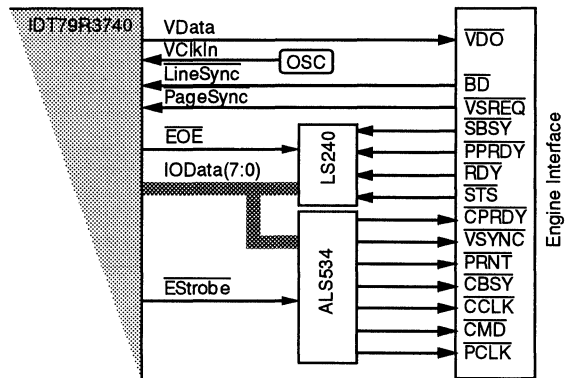 IDT79R3740
VData
VClkIn
OSC
LineSync
PageSync
EOE
IOData(7:0)
EStrobe
LS240
ALS534
VDO
BD
VSREQ
SBSY
PPRDY
RDY
STS
CPRDY
VSYNC
PRNT
CBSY
CCLK
CMD
PCLK
Engine Interface